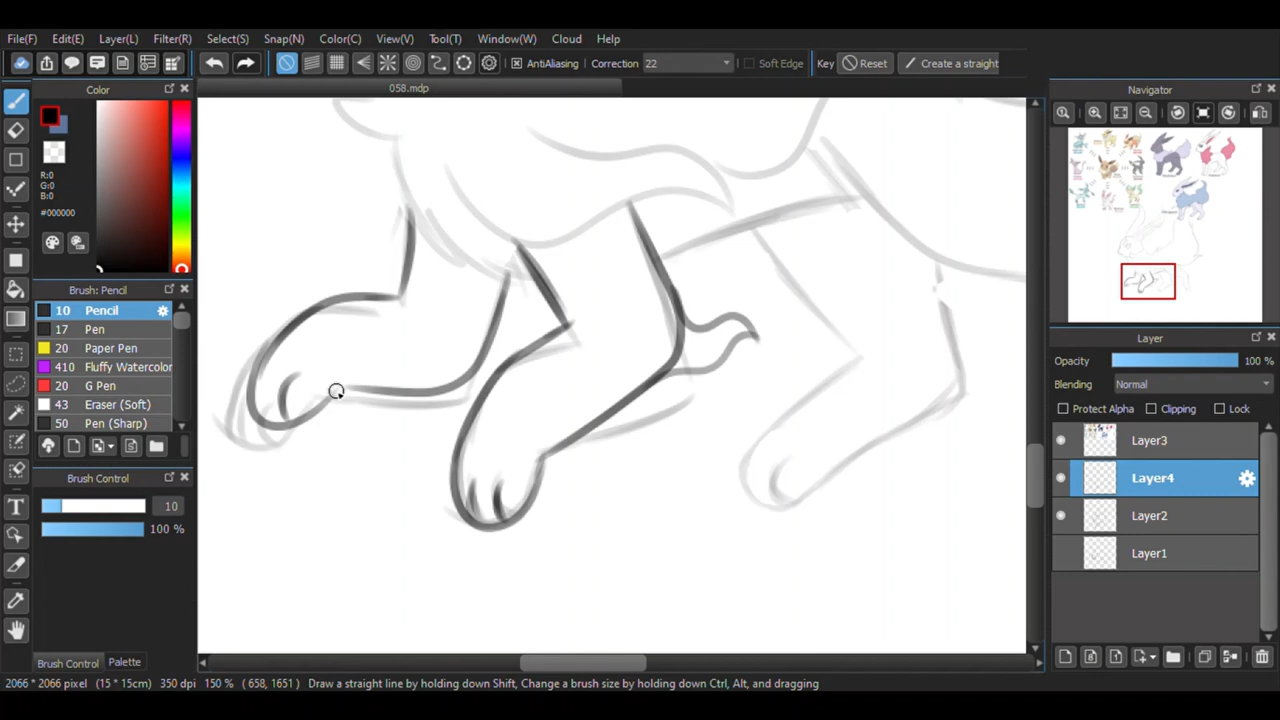 File(F) Edit(E) Layer(L) Filter(R) Select(S) Snap(N) Color(C) View(V) Tool(T) Window(W) Cloud Help
AntiAliasing Correction 22 Soft Edge Key Reset Create a straight
058.mdp
Color
R:0
G:0
B:0
#000000
Brush: Pencil
10 Pencil
17 Pen
20 Paper Pen
410 Fluffy Watercolor
20 G Pen
43 Eraser (Soft)
50 Pen (Sharp)
Brush Control
10
100 %
Brush Control Palette
Navigator
Layer
Opacity 100 %
Blending Normal
Protect Alpha Clipping Lock
Layer3
Layer4
Layer2
Layer1
2066 * 2066 pixel (15 * 15cm) 350 dpi 150 % ( 658, 1651 ) Draw a straight line by holding down Shift, Change a brush size by holding down Ctrl, Alt, and dragging